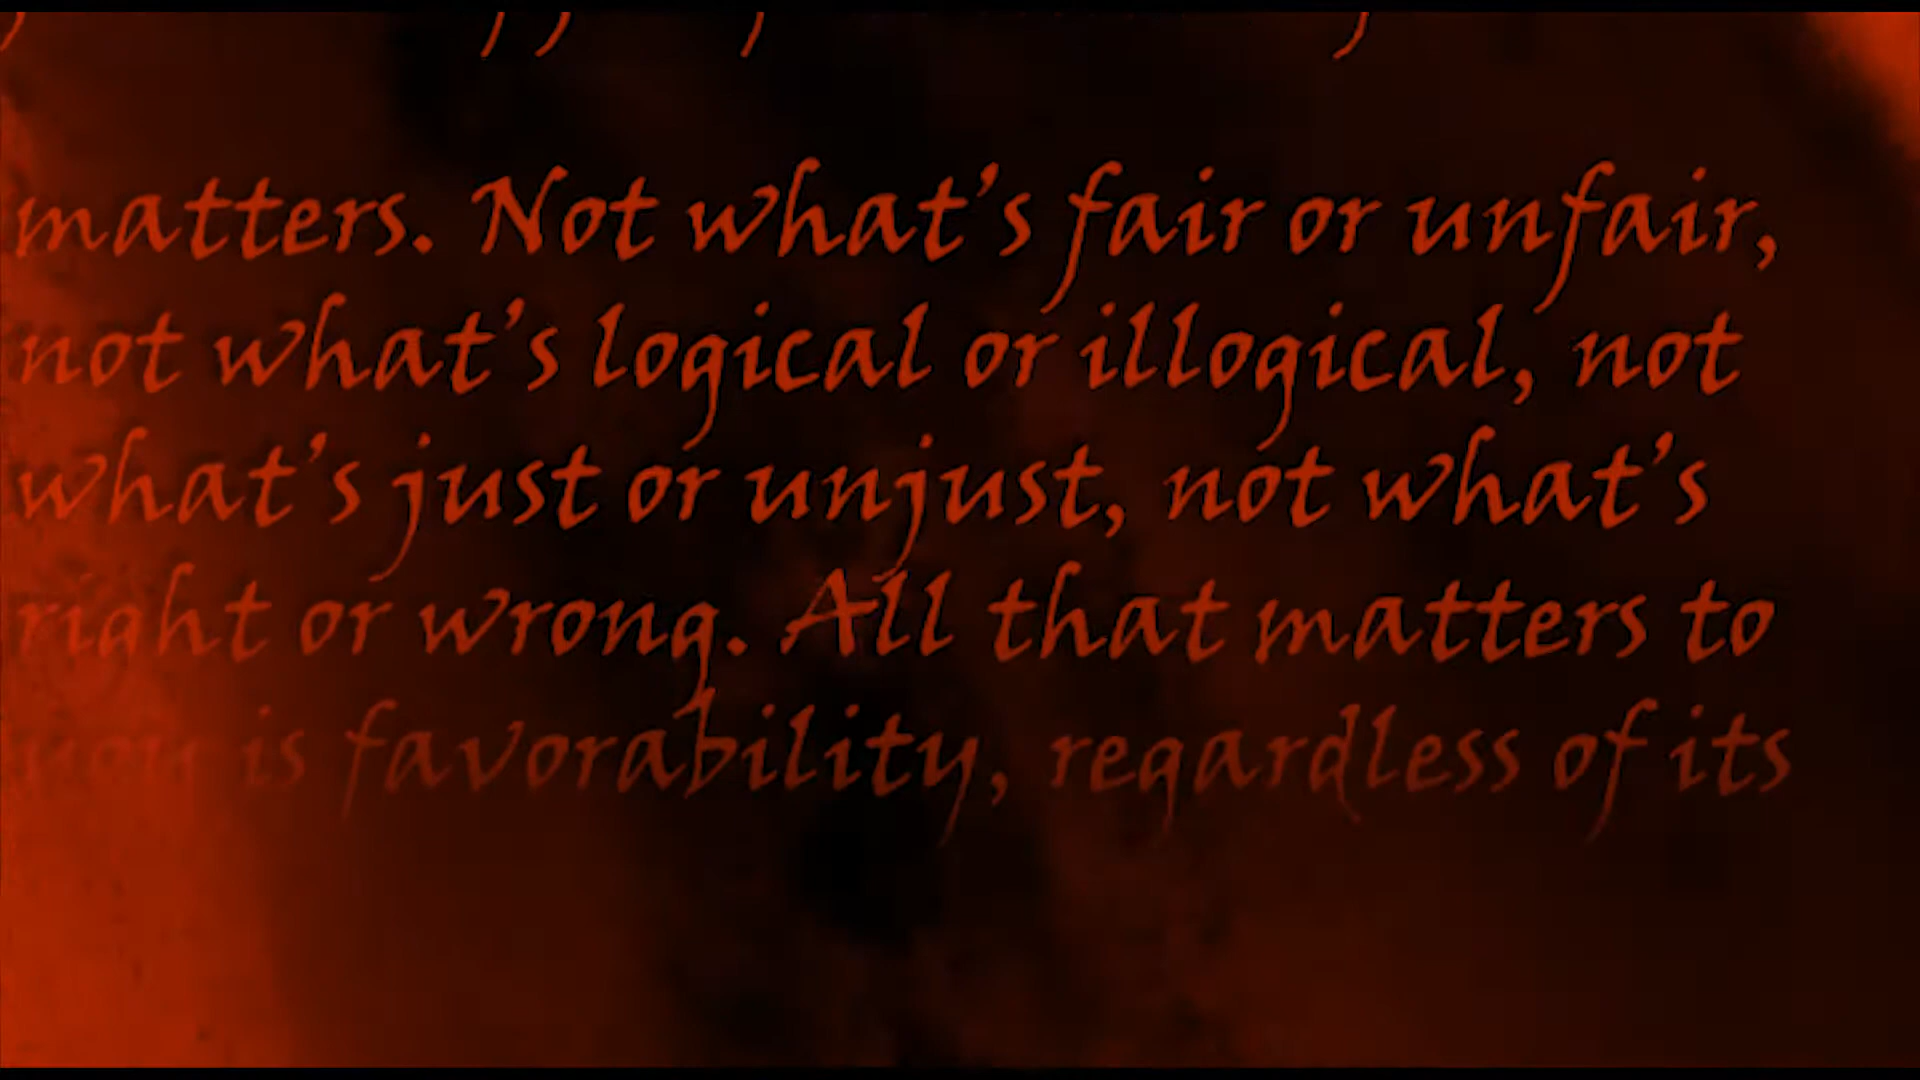 matters. Not what's fair or unfair,
not what's logical or illogical, not
what's just or unjust, not what's
right or wrong. All that matters to
you is favorability, regardless of its